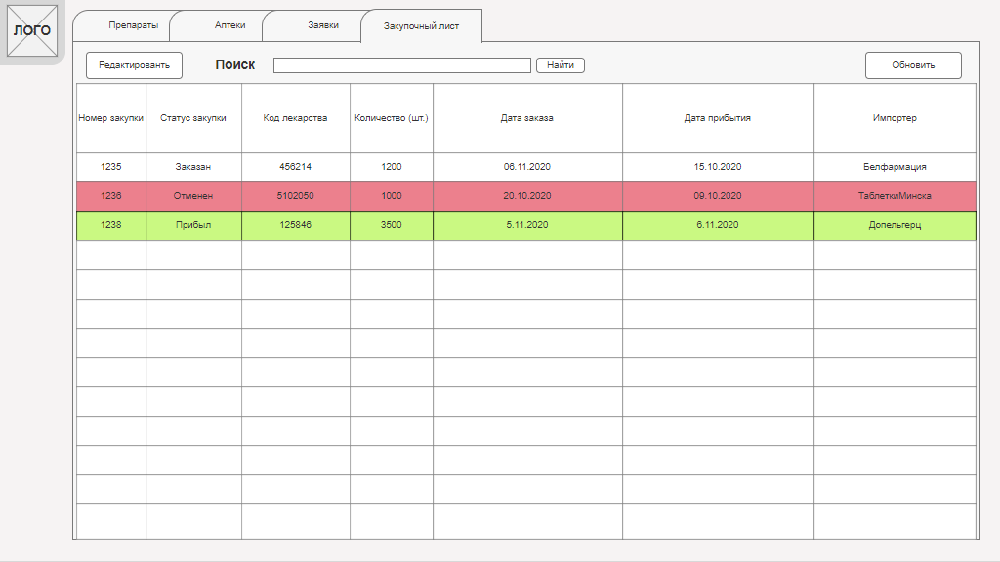 ЛОГО
Препараты Аптеки Заявки Закупочный лист
Редактированть Поиск Найти Обновить
Номер закупки Статус закупки Код лекарства Количество (шт.) Дата заказа Дата прибытия Импортер
1235 Заказан 456214 1200 06.11.2020 15.10.2020 Белфармация
1236 Отменен 5102050 1000 20.10.2020 09.10.2020 ТаблеткиМинска
1238 Прибыл 125846 3500 5.11.2020 6.11.2020 Допельгерц